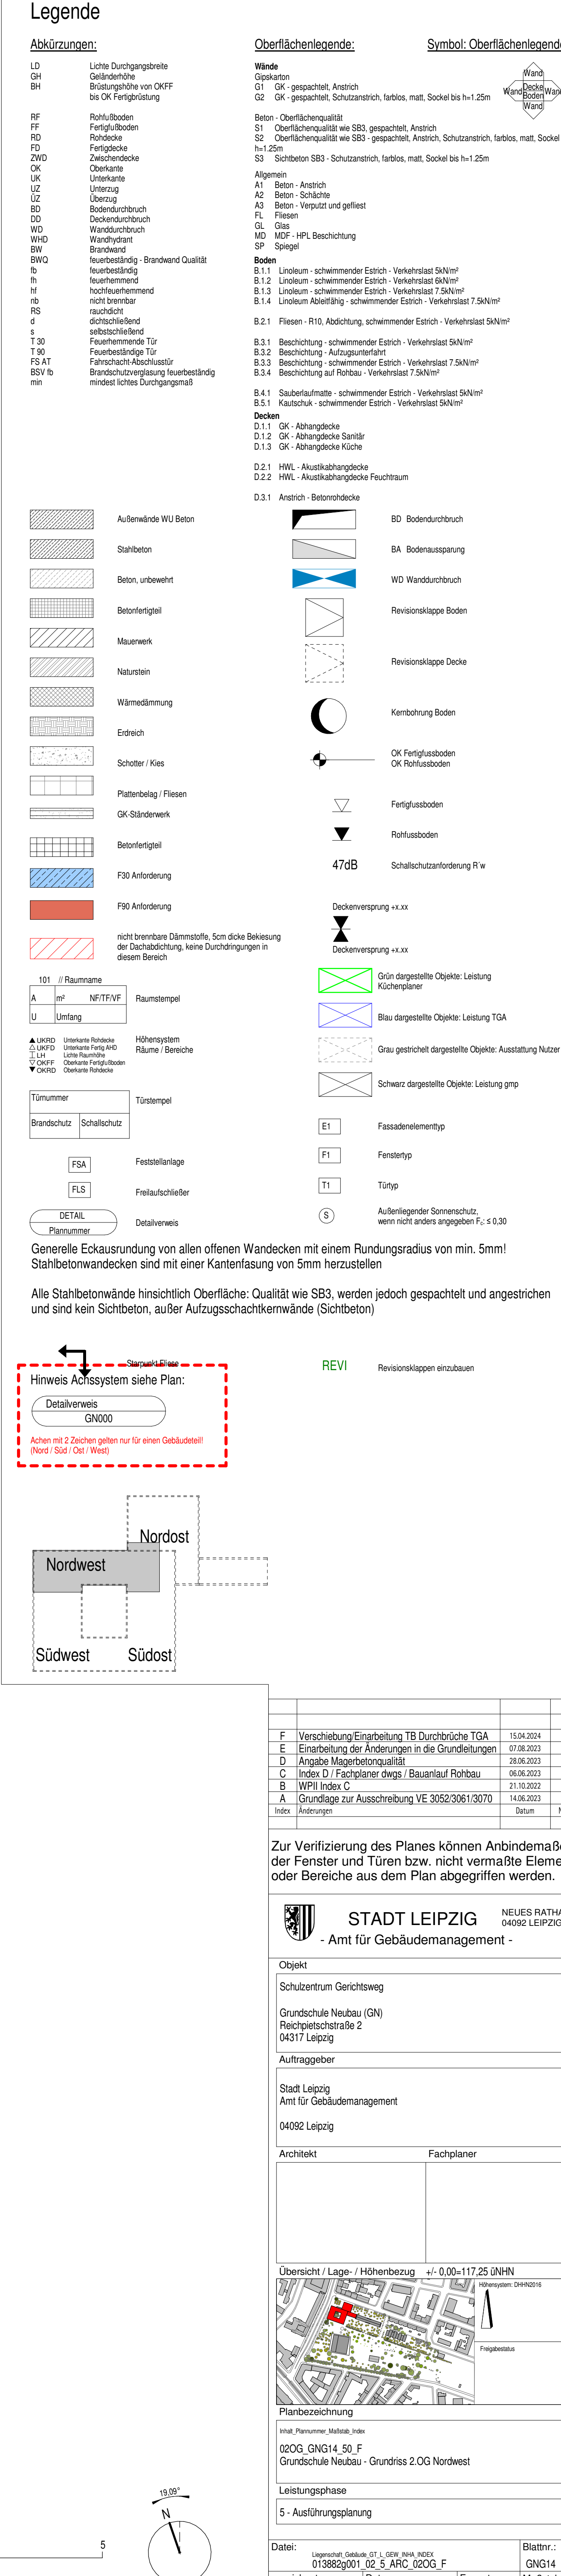 Legende
Abkürzungen:
LD Lichte Durchgangsbreite
GH Geländerhöhe
BH Brüstungshöhe von OKFF
bis OK Fertigbrüstung
RF Rohfußboden
FF Fertigfußboden
RD Rohdecke
FD Fertigdecke
ZWD Zwischendecke
OK Oberkante
UK Unterkante
UZ Unterzug
ÜZ Überzug
BD Bodendurchbruch
DD Deckendurchbruch
WD Wanddurchbruch
WHD Wandhydrant
BW Brandwand
BWQ feuerbeständig - Brandwand Qualität
fb feuerbeständig
fh feuerhemmend
hf hochfeuerhemmend
nb nicht brennbar
RS rauchdicht
d dichtschließend
s selbstschließend
T 30 Feuerhemmende Tür
T 90 Feuerbeständige Tür
FS AT Fahrschacht-Abschlusstür
BSV fb Brandschutzverglasung feuerbeständig
min mindest lichtes Durchgangsmaß
Oberflächenlegende:
Wände
Gipskarton
G1 GK - gespachtelt, Anstrich
G2 GK - gespachtelt, Schutzanstrich, farblos, matt, Sockel bis h=1.25m
Beton - Oberflächenqualität
S1 Oberflächenqualität wie SB3, gespachtelt, Anstrich
S2 Oberflächenqualität wie SB3 - gespachtelt, Anstrich, Schutzanstrich, farblos, matt, Sockel
h=1.25m
S3 Sichtbeton SB3 - Schutzanstrich, farblos, matt, Sockel bis h=1.25m
Allgemein
A1 Beton - Anstrich
A2 Beton - Schächte
A3 Beton - Verputzt und gefliest
FL Fliesen
GL Glas
MD MDF - HPL Beschichtung
SP Spiegel
Boden
B.1.1 Linoleum - schwimmender Estrich - Verkehrslast 5kN/m²
B.1.2 Linoleum - schwimmender Estrich - Verkehrslast 6kN/m²
B.1.3 Linoleum - schwimmender Estrich - Verkehrslast 7.5kN/m²
B.1.4 Linoleum Ableitfähig - schwimmender Estrich - Verkehrslast 7.5kN/m²
B.2.1 Fliesen - R10, Abdichtung, schwimmender Estrich - Verkehrslast 5kN/m²
B.3.1 Beschichtung - schwimmender Estrich - Verkehrslast 5kN/m²
B.3.2 Beschichtung - Aufzugsunterfahrt
B.3.3 Beschichtung - schwimmender Estrich - Verkehrslast 7.5kN/m²
B.3.4 Beschichtung auf Rohbau - Verkehrslast 7.5kN/m²
B.4.1 Sauberlaufmatte - schwimmender Estrich - Verkehrslast 5kN/m²
B.5.1 Kautschuk - schwimmender Estrich - Verkehrslast 5kN/m²
Decken
D.1.1 GK - Abhangdecke
D.1.2 GK - Abhangdecke Sanitär
D.1.3 GK - Abhangdecke Küche
D.2.1 HWL - Akustikabhangdecke
D.2.2 HWL - Akustikabhangdecke Feuchtraum
D.3.1 Anstrich - Betonrohdecke
Symbol: Oberflächenlegend
Wand
Wand Decke Wand
Boden
Wand
Außenwände WU Beton
Stahlbeton
Beton, unbewehrt
Betonfertigteil
Mauerwerk
Naturstein
Wärmedämmung
Erdreich
Schotter / Kies
Plattenbelag / Fliesen
GK-Ständerwerk
Betonfertigteil
F30 Anforderung
F90 Anforderung
nicht brennbare Dämmstoffe, 5cm dicke Bekiesung
der Dachabdichtung, keine Durchdringungen in
diesem Bereich
101 // Raumname
A m² NF/TF/VF
U Umfang
Raumstempel
UKRD Unterkante Rohdecke
UKFD Unterkante Fertig AHD
LH Lichte Raumhöhe
OKFF Oberkante Fertigfußboden
OKRD Oberkante Rohdecke
Höhensystem
Räume / Bereiche
Türnummer
Brandschutz Schallschutz
Türstempel
FSA Feststellanlage
FLS Freilaufschließer
DETAIL
Plannummer
Detailverweis
BD Bodendurchbruch
BA Bodenaussparung
WD Wanddurchbruch
Revisionsklappe Boden
Revisionsklappe Decke
Kernbohrung Boden
OK Fertigfussboden
OK Rohfussboden
Fertigfussboden
Rohfussboden
47dB Schallschutzanforderung R´w
Deckenversprung +x.xx
Deckenversprung +x.xx
Grün dargestellte Objekte: Leistung
Küchenplaner
Blau dargestellte Objekte: Leistung TGA
Grau gestrichelt dargestellte Objekte: Ausstattung Nutzer
Schwarz dargestellte Objekte: Leistung gmp
E1 Fassadenelementtyp
F1 Fenstertyp
T1 Türtyp
S Außenliegender Sonnenschutz,
wenn nicht anders angegeben Fc: ≤ 0,30
Generelle Eckausrundung von allen offenen Wandecken mit einem Rundungsradius von min. 5mm!
Stahlbetonwandecken sind mit einer Kantenfasung von 5mm herzustellen
Alle Stahlbetonwände hinsichtlich Oberfläche: Qualität wie SB3, werden jedoch gespachtelt und angestrichen
und sind kein Sichtbeton, außer Aufzugsschachtkernwände (Sichtbeton)
Starpunkt Fliese
REVI Revisionsklappen einzubauen
Hinweis Achssystem siehe Plan:
Detailverweis
GN000
Achen mit 2 Zeichen gelten nur für einen Gebäudeteil!
(Nord / Süd / Ost / West)
Nordost
Nordwest
Südwest Südost
F Verschiebung/Einarbeitung TB Durchbrüche TGA 15.04.2024
E Einarbeitung der Änderungen in die Grundleitungen 07.08.2023
D Angabe Magerbetonqualität 28.06.2023
C Index D / Fachplaner dwgs / Bauanlauf Rohbau 06.06.2023
B WPII Index C 21.10.2022
A Grundlage zur Ausschreibung VE 3052/3061/3070 14.06.2023
Index Änderungen Datum
Zur Verifizierung des Planes können Anbindemaß
der Fenster und Türen bzw. nicht vermaßte Eleme
oder Bereiche aus dem Plan abgegriffen werden.
STADT LEIPZIG
- Amt für Gebäudemanagement -
NEUES RATHA
04092 LEIPZIG
Objekt
Schulzentrum Gerichtsweg
Grundschule Neubau (GN)
Reichpietschstraße 2
04317 Leipzig
Auftraggeber
Stadt Leipzig
Amt für Gebäudemanagement
04092 Leipzig
Architekt Fachplaner
Übersicht / Lage- / Höhenbezug +/- 0,00=117,25 üNHN
Höhensystem: DHHN2016
Freigabestatus
Planbezeichnung
Inhalt_Plannummer_Maßstab_Index
02OG_GNG14_50_F
Grundschule Neubau - Grundriss 2.OG Nordwest
Leistungsphase
5 - Ausführungsplanung
19,09°
N
5
Datei:
Liegenschaft_Gebäude_GT_L_GEW_INHA_INDEX
013882g001_02_5_ARC_02OG_F
Blattnr.:
GNG14